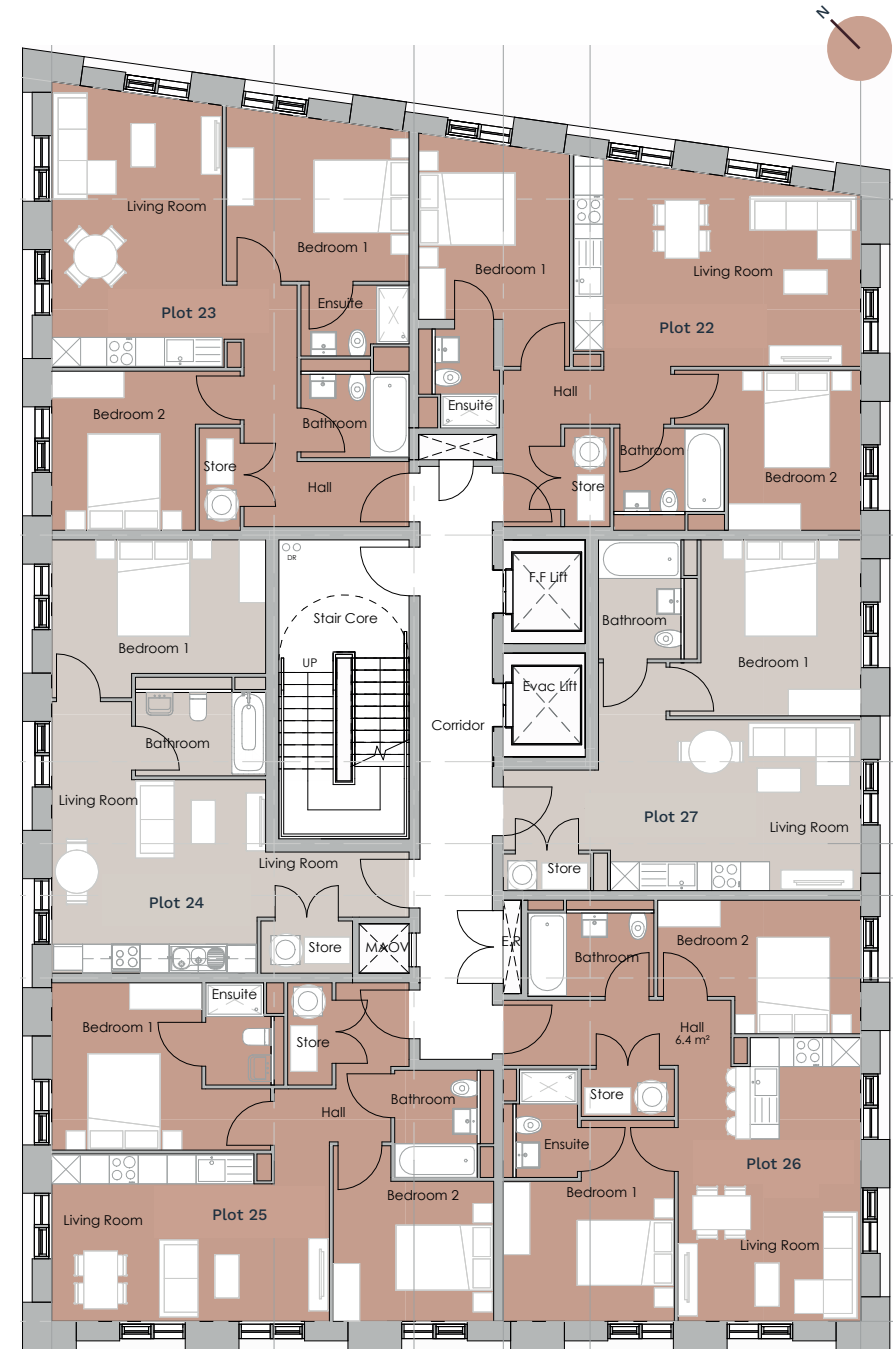 N
Living Room
Bedroom 1
Plot 23
Ensuite
Bedroom 2
Bathroom
Store
Hall
Bedroom 1
Living Room
Plot 22
Hall
Ensuite
Bathroom
Store
Bedroom 2
DR
Stair Core
UP
Bedroom 1
Bathroom
Living Room
Living Room
Plot 24
Store
MAOV
F.F Lift
Evac Lift
Corridor
Bathroom
Bedroom 1
Plot 27
Living Room
Store
E.R
Bathroom
Bedroom 2
Hall
6.4 m²
Store
Ensuite
Plot 26
Bedroom 1
Living Room
Ensuite
Bedroom 1
Store
Bathroom
Hall
Bedroom 2
Plot 25
Living Room